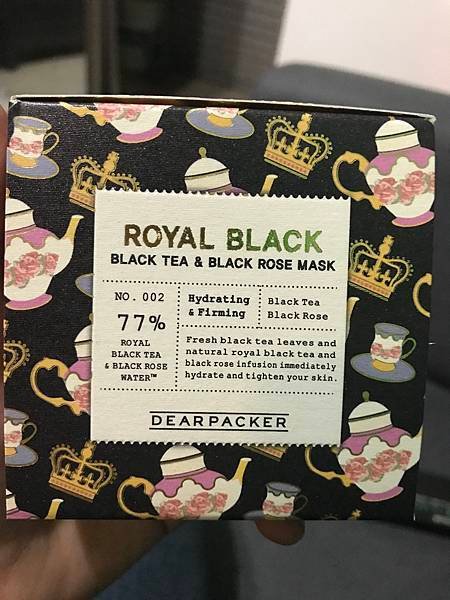 ROYAL BLACK
BLACK TEA & BLACK ROSE MASK
NO. 002
77%
ROYAL
BLACK TEA
& BLACK ROSE
WATER™
Hydrating
& Firming
Black Tea
Black Rose
Fresh black tea leaves and
natural royal black tea and
black rose infusion immediately
hydrate and tighten your skin.
DEARPACKER